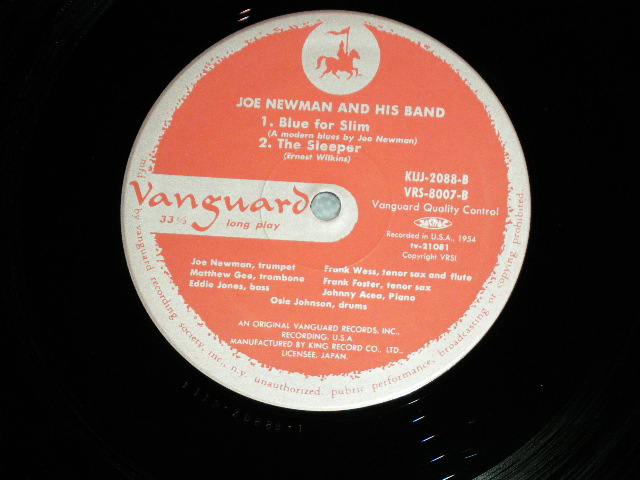 JOE NEWMAN AND HIS BAND
1. Blue for Slim
(A modern blues by Joe Newman)
2. The Sleeper
(Ernest Wilkins)
KUJ-2088-B
VRS-8007-B
Vanguard Quality Control
Recorded in U.S.A., 1954
tv-21081
Copyright VRSI
Vanguard
33⅓ long play
Joe Newman, trumpet
Matthew Gee, trombone
Eddie Jones, bass
Frank Wess, tenor sax and flute
Frank Foster, tenor sax
Johnny Acea, Piano
Osie Johnson, drums
AN ORIGINAL VANGUARD RECORDS, INC.,
RECORDING, U.S.A.
MANUFACTURED BY KING RECORD CO., LTD.,
LICENSEE, JAPAN.
mfd. by vanguard recording society, inc., n.y. unauthorized. public performance, broadcasting or copying prohibited.